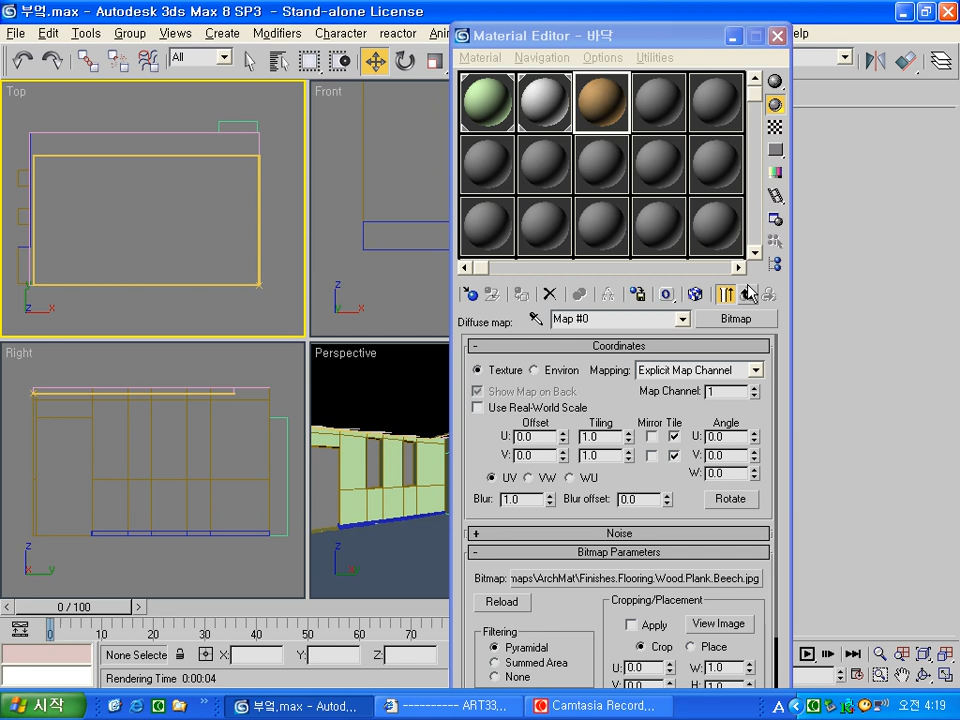 부엌.max - Autodesk 3ds Max 8 SP3 - Stand-alone License
File Edit Tools Group Views Create Modifiers Character reactor
elp
Material Editor - 바닥
Material Navigation Options Utilities
All
Top
Front
z
x
z
x
Diffuse map:
Map #0
Bitmap
Right
Perspective
- Coordinates
Texture Environ Mapping: Explicit Map Channel
Show Map on Back Map Channel: 1
Use Real-World Scale
Offset Tiling Mirror Tile Angle
U: 0.0 1.0 U: 0.0
V: 0.0 1.0 V: 0.0
W: 0.0
UV VW WU
Blur: 1.0 Blur offset: 0.0 Rotate
+ Noise
- Bitmap Parameters
Bitmap: maps\ArchMat\Finishes.Flooring.Wood.Plank.Beech.jpg
Reload
Cropping/Placement
Apply View Image
Filtering
Pyramidal
Summed Area
None
Crop Place
U: 0.0 W: 1.0
V: 0.0 H: 1.0
z
y
z
< 0 / 100 >
0 10 20 30 40 50 60 70
None Selecte X: Y: Z:
Rendering Time 0:00:04
시작
부엌.max - Autod...
---------- ART33...
Camtasia Record...
A
오전 4:19